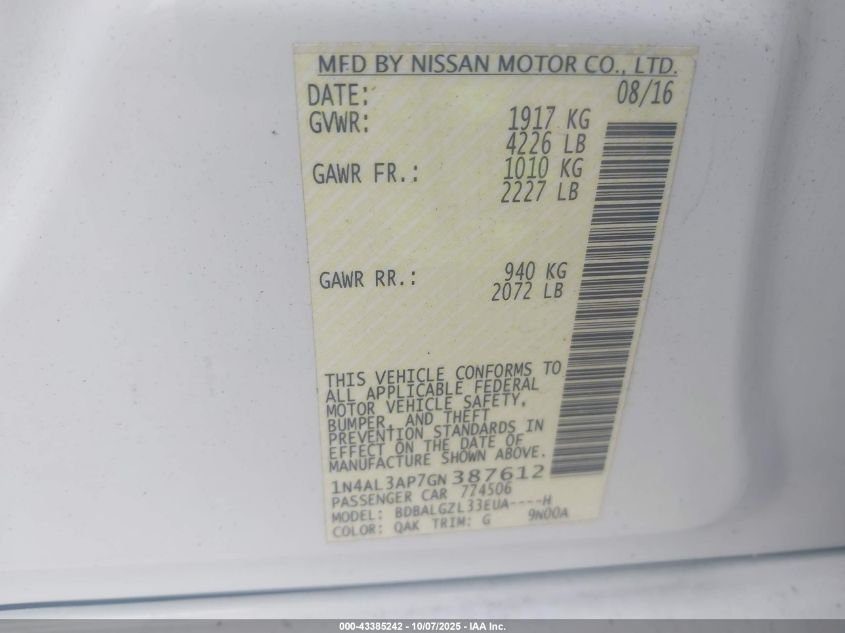 MFD BY NISSAN MOTOR CO., LTD.
DATE: 08/16
GVWR: 1917 KG
4226 LB
GAWR FR.: 1010 KG
2227 LB
GAWR RR.: 940 KG
2072 LB
THIS VEHICLE CONFORMS TO
ALL APPLICABLE FEDERAL
MOTOR VEHICLE SAFETY,
BUMPER, AND THEFT
PREVENTION STANDARDS IN
EFFECT ON THE DATE OF
MANUFACTURE SHOWN ABOVE.
1N4AL3AP7GN387612
PASSENGER CAR 774506
MODEL: BDBALGZL33EUA----H
COLOR: QAK TRIM: G 9N00A
000-43385242 - 10/07/2025 - IAA Inc.